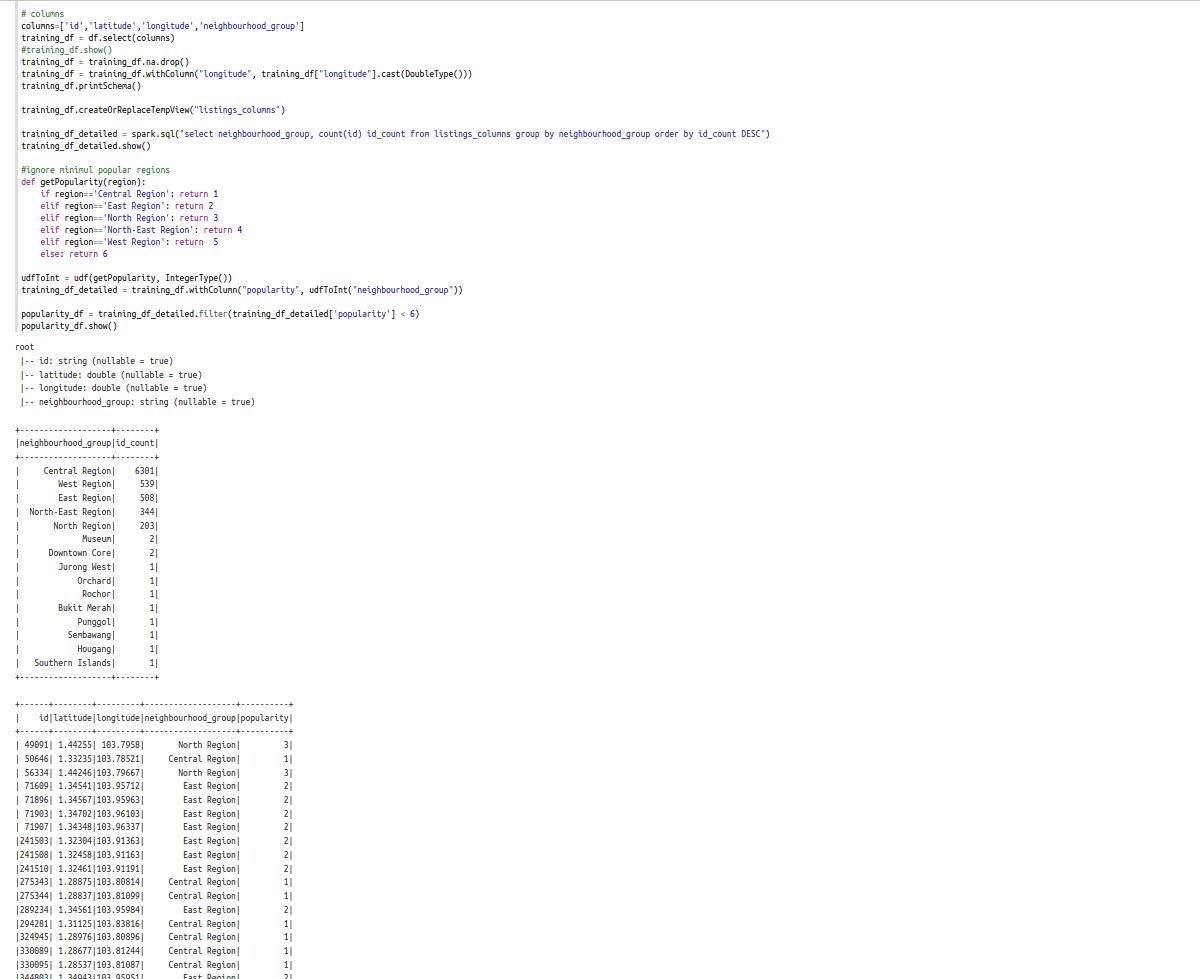 # columns
columns=['id','latitude','longitude','neighbourhood_group']
training_df = df.select(columns)
#training_df.show()
training_df = training_df.na.drop()
training_df = training_df.withColumn("longitude", training_df["longitude"].cast(DoubleType()))
training_df.printSchema()
training_df.createOrReplaceTempView("listings_columns")
training_df_detailed = spark.sql("select neighbourhood_group, count(id) id_count from listings_columns group by neighbourhood_group order by id_count DESC")
training_df_detailed.show()
#ignore minimul popular regions
def getPopularity(region):
    if region=='Central Region': return 1
    elif region=='East Region': return 2
    elif region=='North Region': return 3
    elif region=='North-East Region': return 4
    elif region=='West Region': return  5
    else: return 6
udfToInt = udf(getPopularity, IntegerType())
training_df_detailed = training_df.withColumn("popularity", udfToInt("neighbourhood_group"))
popularity_df = training_df_detailed.filter(training_df_detailed['popularity'] < 6)
popularity_df.show()
root
 |-- id: string (nullable = true)
 |-- latitude: double (nullable = true)
 |-- longitude: double (nullable = true)
 |-- neighbourhood_group: string (nullable = true)
+-------------------+--------+
|neighbourhood_group|id_count|
+-------------------+--------+
|     Central Region|    6301|
|        West Region|     539|
|        East Region|     508|
|  North-East Region|     344|
|       North Region|     203|
|             Museum|       2|
|      Downtown Core|       2|
|        Jurong West|       1|
|            Orchard|       1|
|             Rochor|       1|
|        Bukit Merah|       1|
|            Punggol|       1|
|          Sembawang|       1|
|            Hougang|       1|
|   Southern Islands|       1|
+-------------------+--------+
+------+--------+---------+-------------------+----------+
|    id|latitude|longitude|neighbourhood_group|popularity|
+------+--------+---------+-------------------+----------+
| 49091| 1.44255| 103.7958|       North Region|         3|
| 50646| 1.33235|103.78521|     Central Region|         1|
| 56334| 1.44246|103.79667|       North Region|         3|
| 71609| 1.34541|103.95712|        East Region|         2|
| 71896| 1.34567|103.95963|        East Region|         2|
| 71903| 1.34702|103.96103|        East Region|         2|
| 71907| 1.34348|103.96337|        East Region|         2|
|241503| 1.32304|103.91363|        East Region|         2|
|241508| 1.32458|103.91163|        East Region|         2|
|241510| 1.32461|103.91191|        East Region|         2|
|275343| 1.28875|103.80814|     Central Region|         1|
|275344| 1.28837|103.81099|     Central Region|         1|
|289234| 1.34561|103.95984|        East Region|         2|
|294281| 1.31125|103.83816|     Central Region|         1|
|324945| 1.28976|103.80896|     Central Region|         1|
|330089| 1.28677|103.81244|     Central Region|         1|
|330095| 1.28537|103.81087|     Central Region|         1|
|344803| 1.34943|103.95951|        East Region|         2|